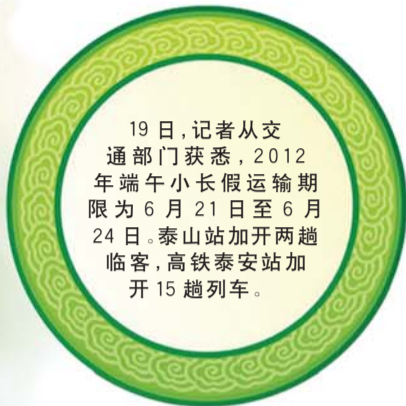 19日,记者从交
通部门获悉,2012
年端午小长假运输期
限为6月21日至6月
24日。泰山站加开两趟
临客,高铁泰安站加
开15趟列车。